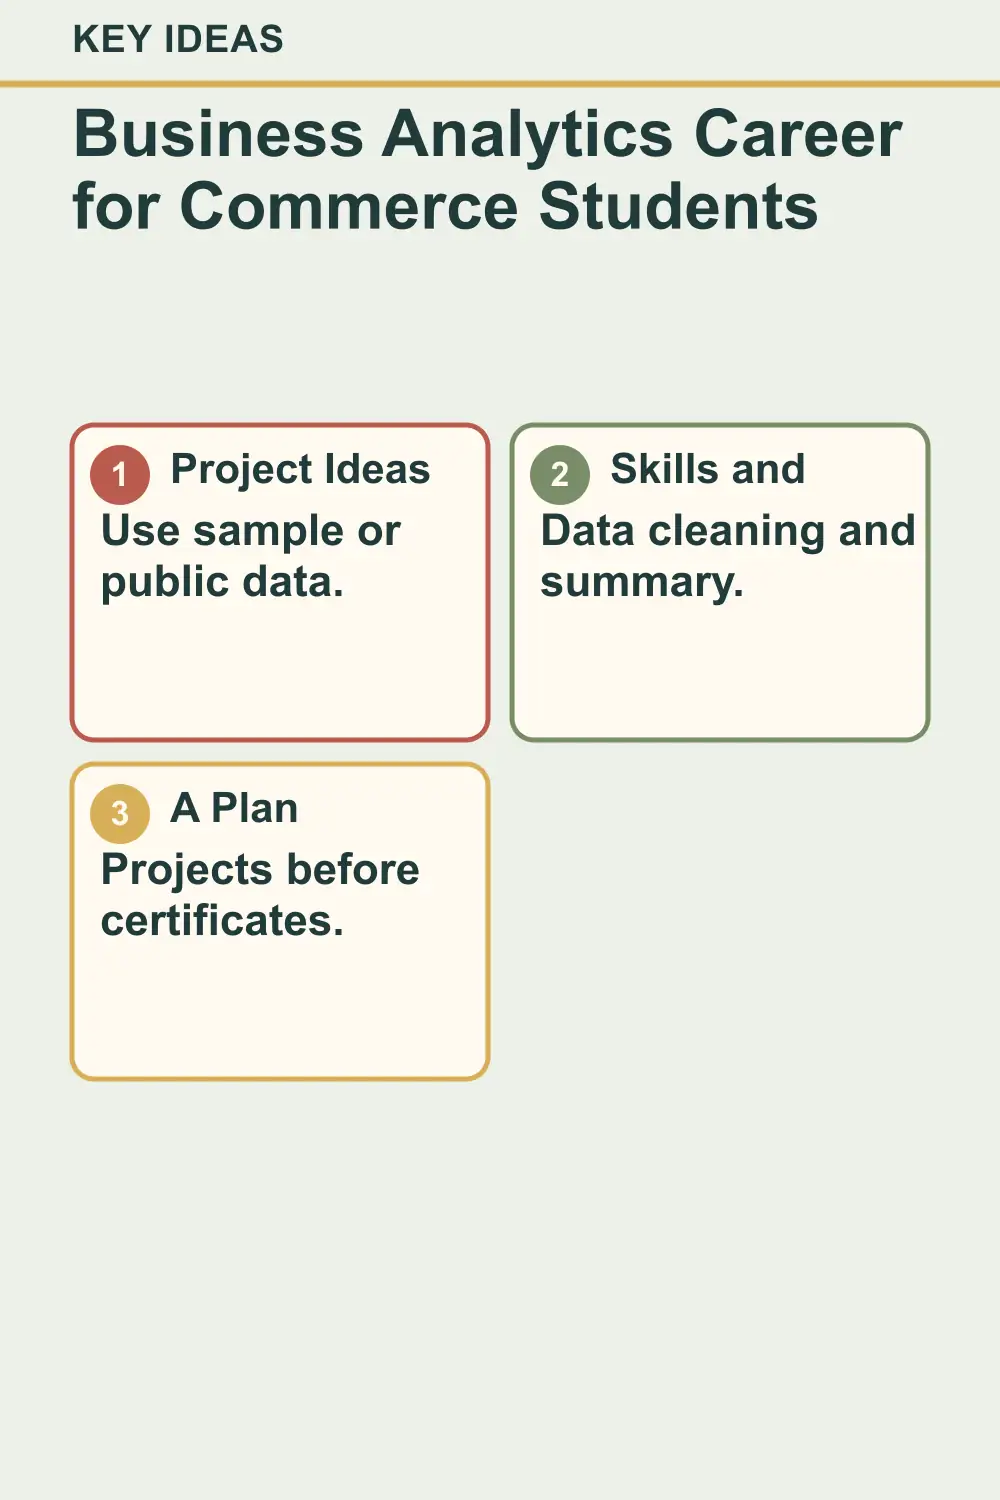 KEY IDEAS
Business Analytics Career
for Commerce Students
1 Project Ideas
Use sample or
public data.
2 Skills and
Data cleaning and
summary.
3 A Plan
Projects before
certificates.